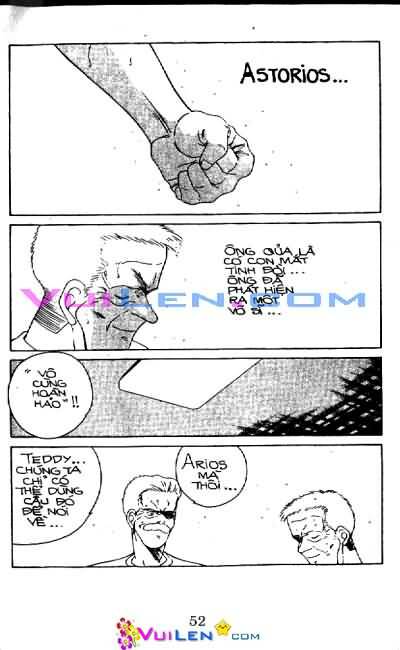 ASTORIOS...
ÔNG QỦA LÀ
CÓ CON MẮT
TINH ĐỜI...
ÔNG ĐÃ
PHÁT HIỆN
RA MỘT
VÕ SĨ...
VUILEN.COM
"VÔ
CÙNG
HOÀN
HẢO"!!
TEDDY...
CHÚNG TA
CHỈ CÓ
THỂ DÙNG
CÂU ĐÓ
ĐỂ NÓI
VỀ...
ARIOS
MÀ
THÔI...
52
VUILEN.COM